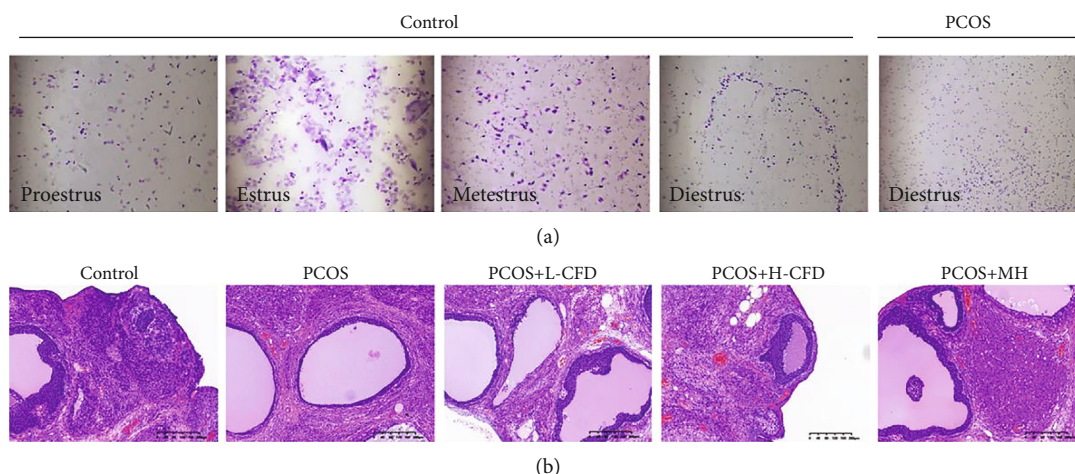 Control PCOS
Proestrus Estrus Metestrus Diestrus Diestrus
(a)
Control PCOS PCOS+L-CFD PCOS+H-CFD PCOS+MH
(b)